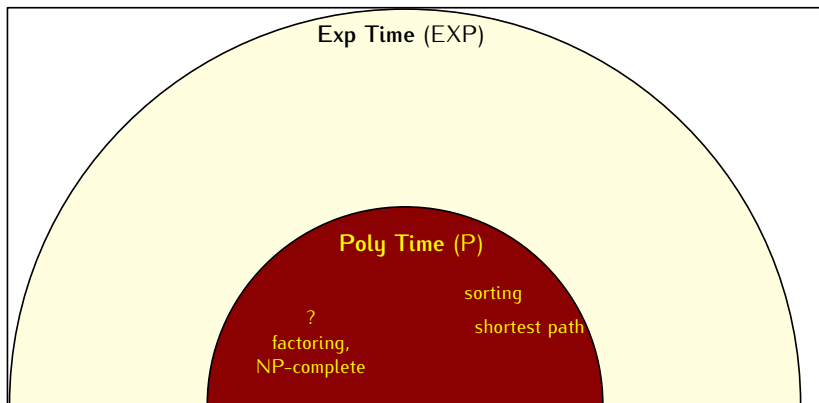 Exp Time (EXP)
Poly Time (P)
sorting
shortest path
?
factoring,
NP-complete